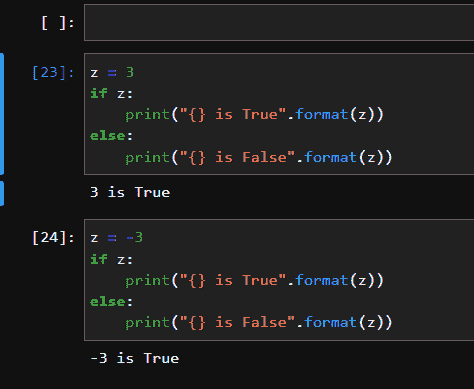 [ ]:
[23]: z = 3
if z:
    print("{} is True".format(z))
else:
    print("{} is False".format(z))
3 is True
[24]: z = -3
if z:
    print("{} is True".format(z))
else:
    print("{} is False".format(z))
-3 is True